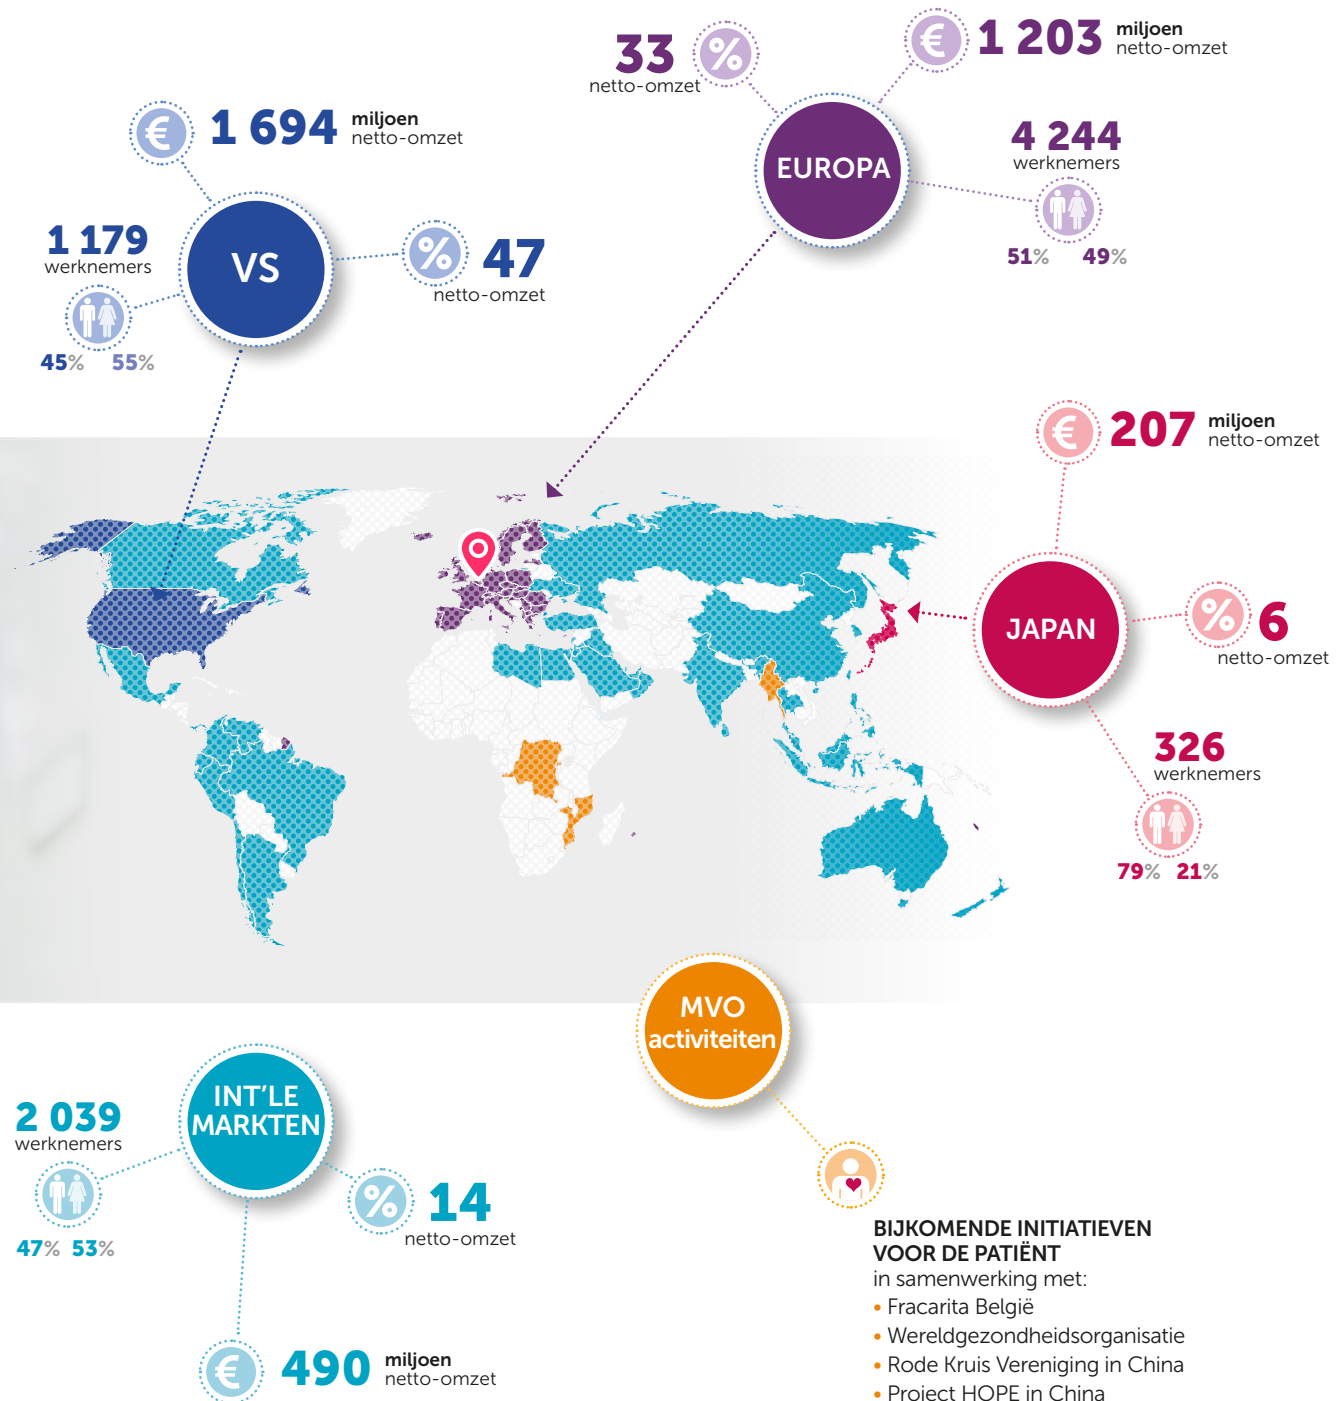 33 %
netto-omzet
€ 1 203 miljoen
netto-omzet
EUROPA
4 244
werknemers
51% 49%
€ 1 694 miljoen
netto-omzet
VS
1 179
werknemers
45% 55%
% 47
netto-omzet
€ 207 miljoen
netto-omzet
JAPAN
% 6
netto-omzet
326
werknemers
79% 21%
MVO
activiteiten
INT'LE
MARKTEN
2 039
werknemers
47% 53%
% 14
netto-omzet
€ 490 miljoen
netto-omzet
BIJKOMENDE INITIATIEVEN
VOOR DE PATIËNT
in samenwerking met:
• Fracarita België
• Wereldgezondheidsorganisatie
• Rode Kruis Vereniging in China
• Project HOPE in China